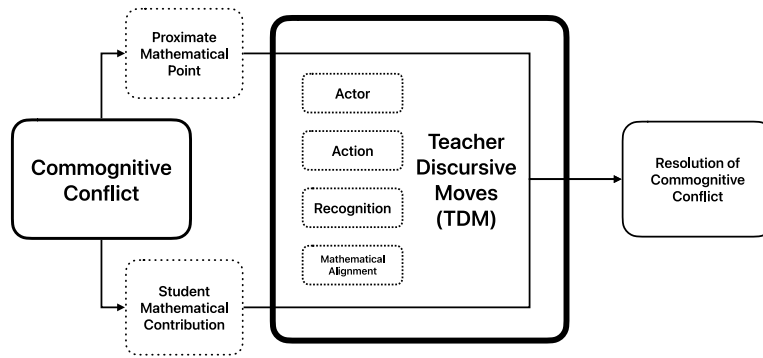 Proximate
Mathematical
Point
Commognitive
Conflict
Student
Mathematical
Contribution
Actor
Action
Recognition
Mathematical
Alignment
Teacher
Discursive
Moves
(TDM)
Resolution of
Commognitive
Conflict